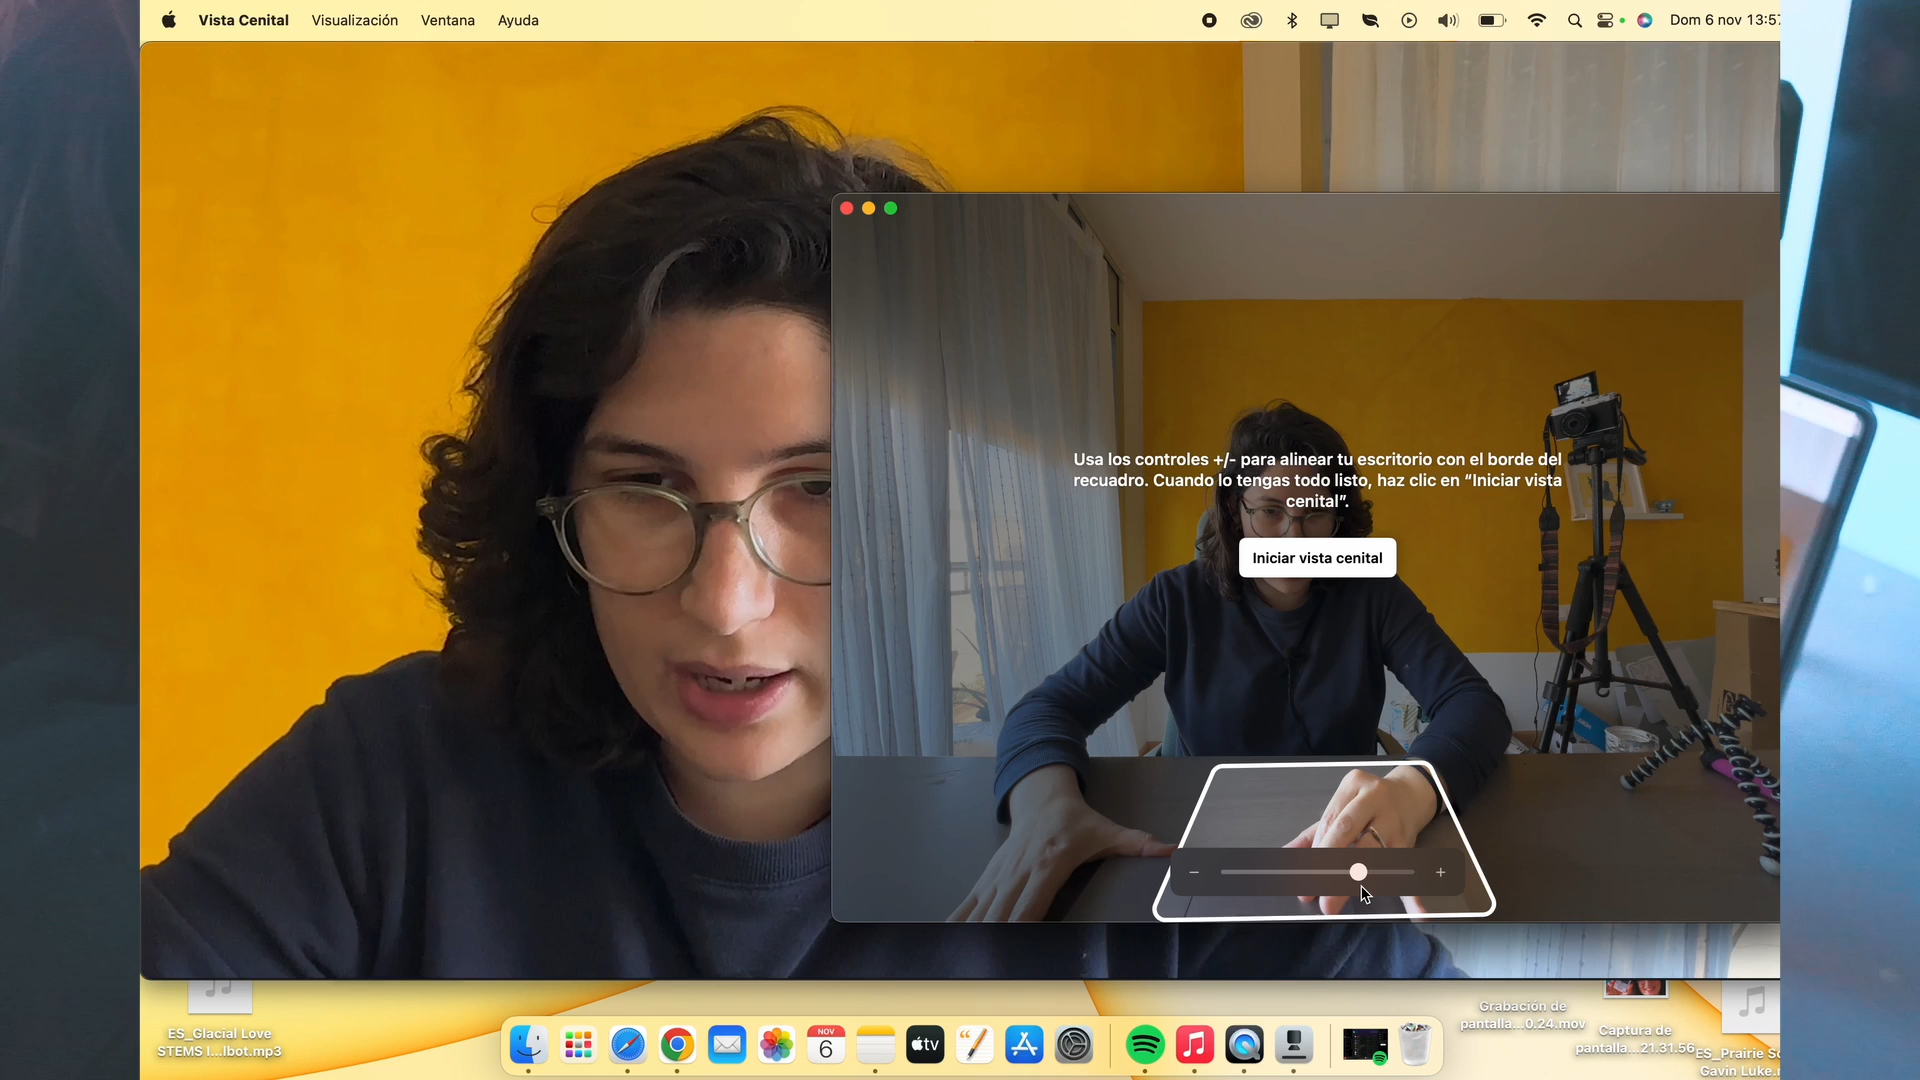 Vista Cenital Visualización Ventana Ayuda
Dom 6 nov 13:57
Usa los controles +/- para alinear tu escritorio con el borde del
recuadro. Cuando lo tengas todo listo, haz clic en “Iniciar vista
cenital”.
Iniciar vista cenital
ES_Glacial Love
STEMS I...lbot.mp3
Grabación de
pantalla...0.24.mov
Captura de
pantalla...21.31.56
ES_Prairie
Gavin Luke
NOV
6
tv